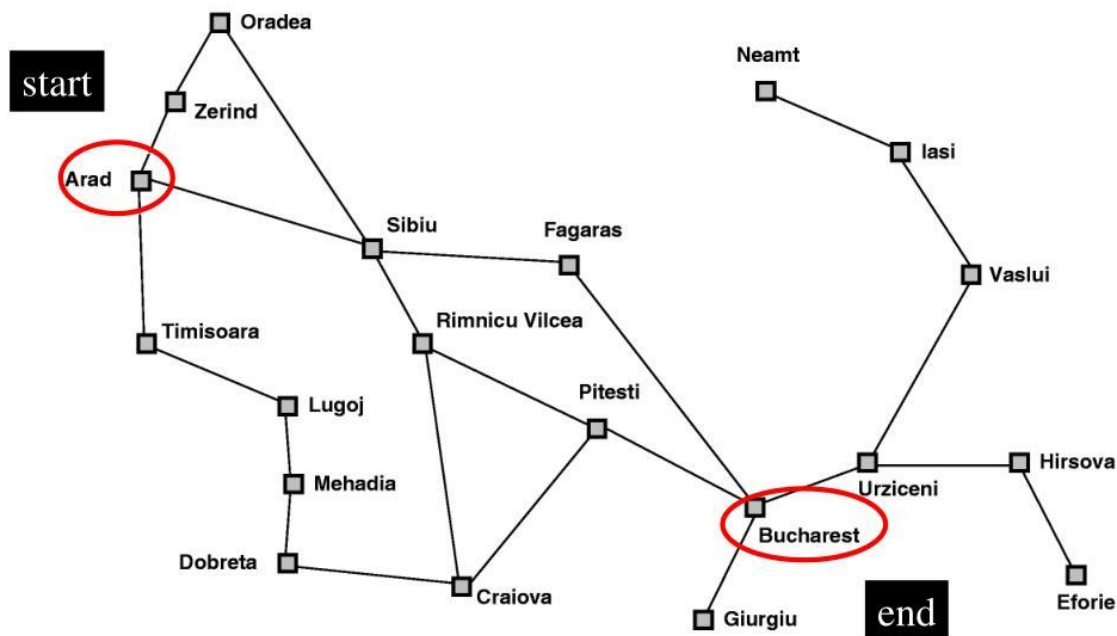 Oradea
Neamt
start
Zerind
Iasi
Arad
Sibiu
Fagaras
Vaslui
Timisoara
Rimnicu Vilcea
Lugoj
Pitesti
Mehadia
Hirsova
Urziceni
Bucharest
Dobreta
Craiova
Giurgiu
end
Eforie